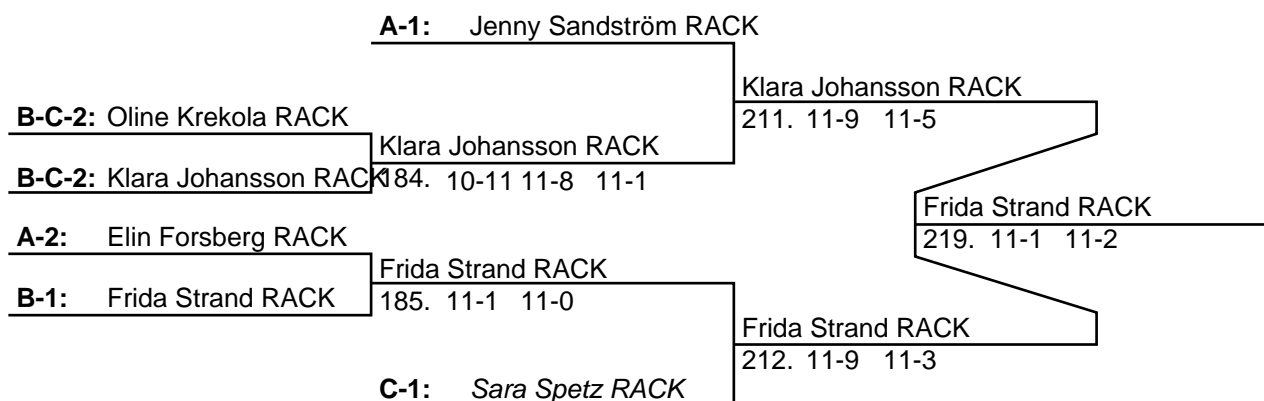 A-1: Jenny Sandström RACK
Klara Johansson RACK
B-C-2: Oline Krekola RACK
211. 11-9 11-5
Klara Johansson RACK
B-C-2: Klara Johansson RACK
184. 10-11 11-8 11-1
Frida Strand RACK
A-2: Elin Forsberg RACK
219. 11-1 11-2
Frida Strand RACK
B-1: Frida Strand RACK
185. 11-1 11-0
Frida Strand RACK
212. 11-9 11-3
C-1: Sara Spetz RACK